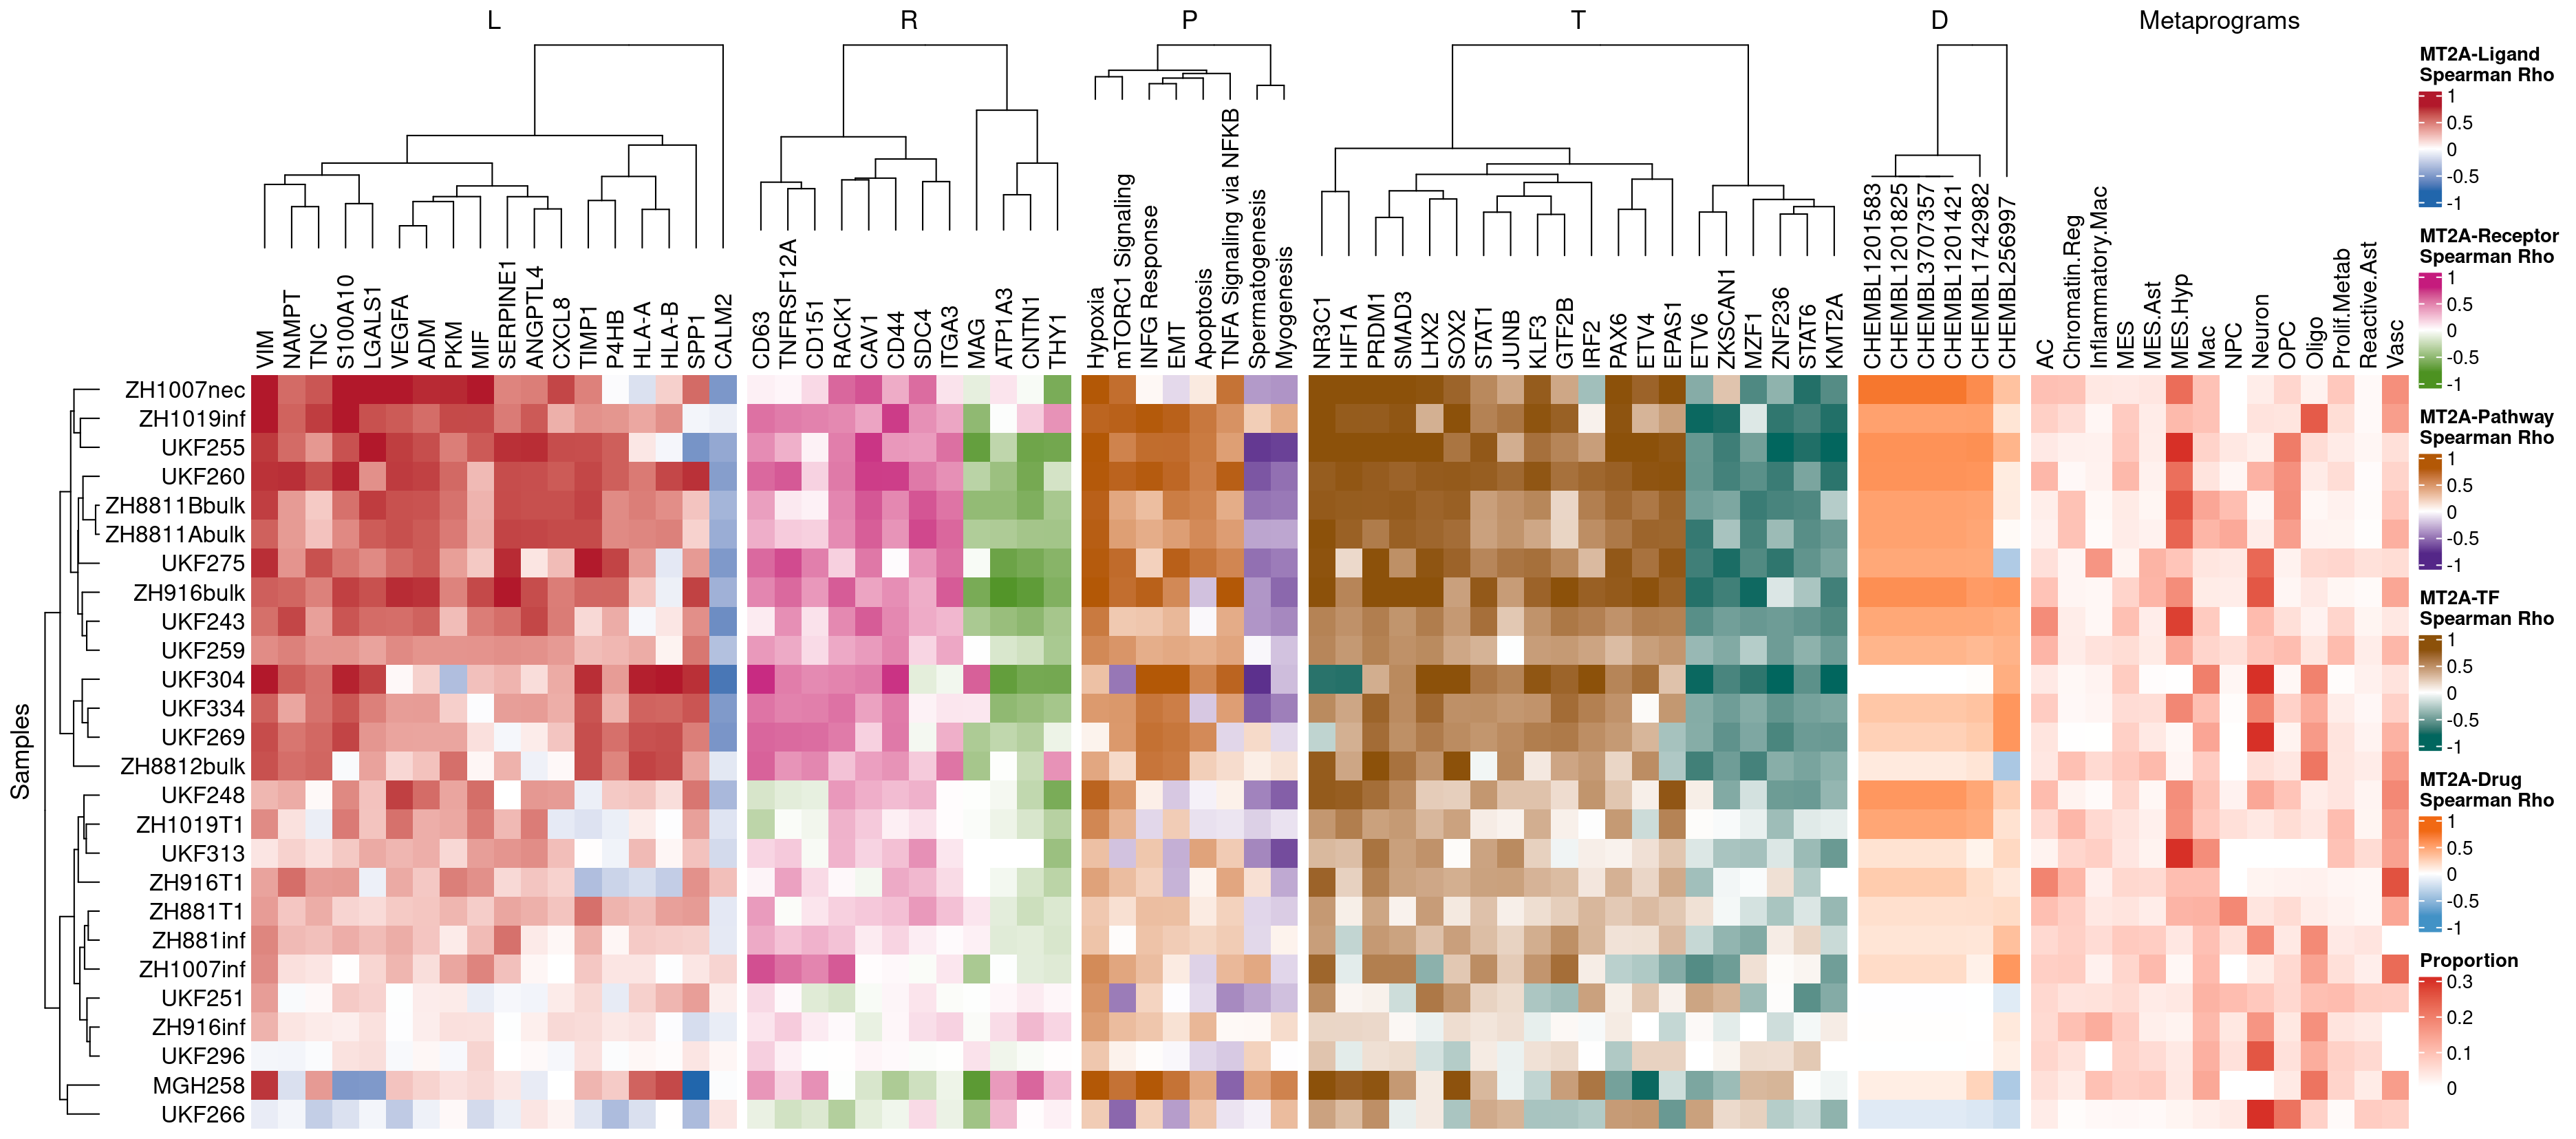 L R P T D Metaprograms
VIM
NAMPT
TNC
S100A10
LGALS1
VEGFA
ADM
PKM
MIF
SERPINE1
ANGPTL4
CXCL8
TIMP1
P4HB
HLA-A
HLA-B
SPP1
CALM2
CD63
TNFRSF12A
CD151
RACK1
CAV1
CD44
SDC4
ITGA3
MAG
ATP1A3
CNTN1
THY1
Hypoxia
mTORC1 Signaling
INFG Response
EMT
Apoptosis
TNFA Signaling via NFKB
Spermatogenesis
Myogenesis
NR3C1
HIF1A
PRDM1
SMAD3
LHX2
SOX2
STAT1
JUNB
KLF3
GTF2B
IRF2
PAX6
ETV4
EPAS1
ETV6
ZKSCAN1
MZF1
ZNF236
STAT6
KMT2A
CHEMBL1201583
CHEMBL1201825
CHEMBL3707357
CHEMBL1201421
CHEMBL1742982
CHEMBL256997
AC
Chromatin.Reg
Inflammatory.Mac
MES
MES.Ast
MES.Hyp
Mac
NPC
Neuron
OPC
Oligo
Prolif.Metab
Reactive.Ast
Vasc
Samples
ZH1007nec
ZH1019inf
UKF255
UKF260
ZH8811Bbulk
ZH8811Abulk
UKF275
ZH916bulk
UKF243
UKF259
UKF304
UKF334
UKF269
ZH8812bulk
UKF248
ZH1019T1
UKF313
ZH916T1
ZH881T1
ZH881inf
ZH1007inf
UKF251
ZH916inf
UKF296
MGH258
UKF266
MT2A-Ligand
Spearman Rho
1
0.5
0
-0.5
-1
MT2A-Receptor
Spearman Rho
1
0.5
0
-0.5
-1
MT2A-Pathway
Spearman Rho
1
0.5
0
-0.5
-1
MT2A-TF
Spearman Rho
1
0.5
0
-0.5
-1
MT2A-Drug
Spearman Rho
1
0.5
0
-0.5
-1
Proportion
0.3
0.2
0.1
0